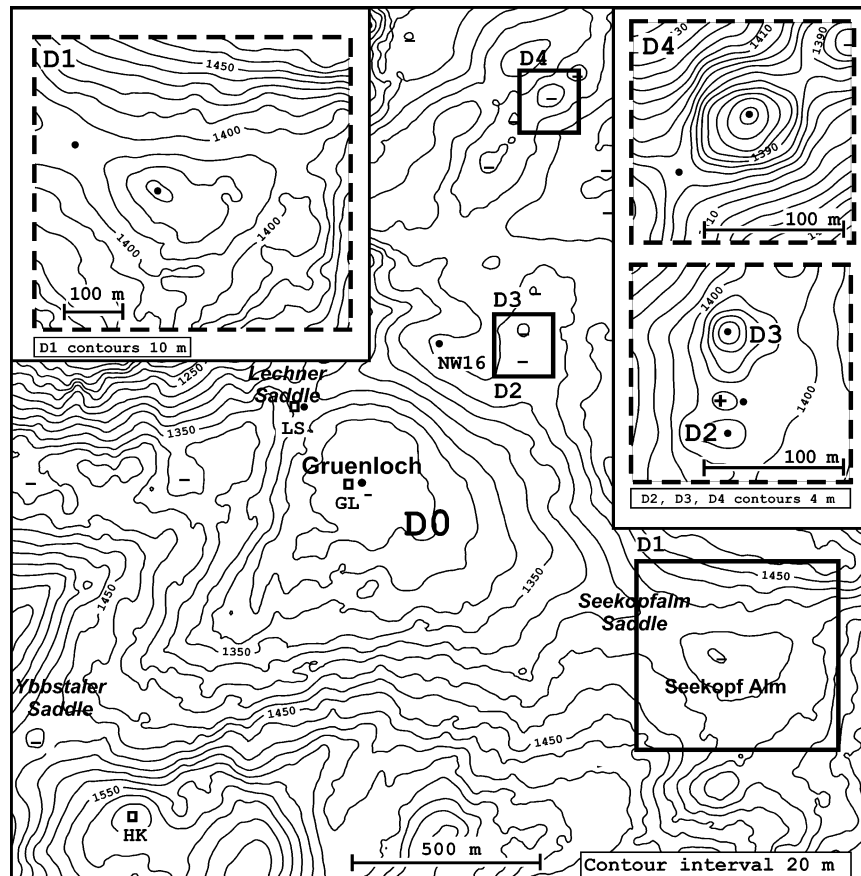 D1
1450
1400
1400
1400
100 m
D1 contours 10 m
D4
D4
1410
1390
1390
100 m
D3
1400
D3
1400
D2
100 m
D2, D3, D4 contours 4 m
NW16
D2
1250
Lechner
Saddle
1350
LS
Gruenloch
GL
D0
D1
1450
1350
1450
Seekopfalm
Saddle
1350
Ybbstaler
Saddle
Seekopf Alm
1450
1450
1550
HK
500 m
Contour interval 20 m